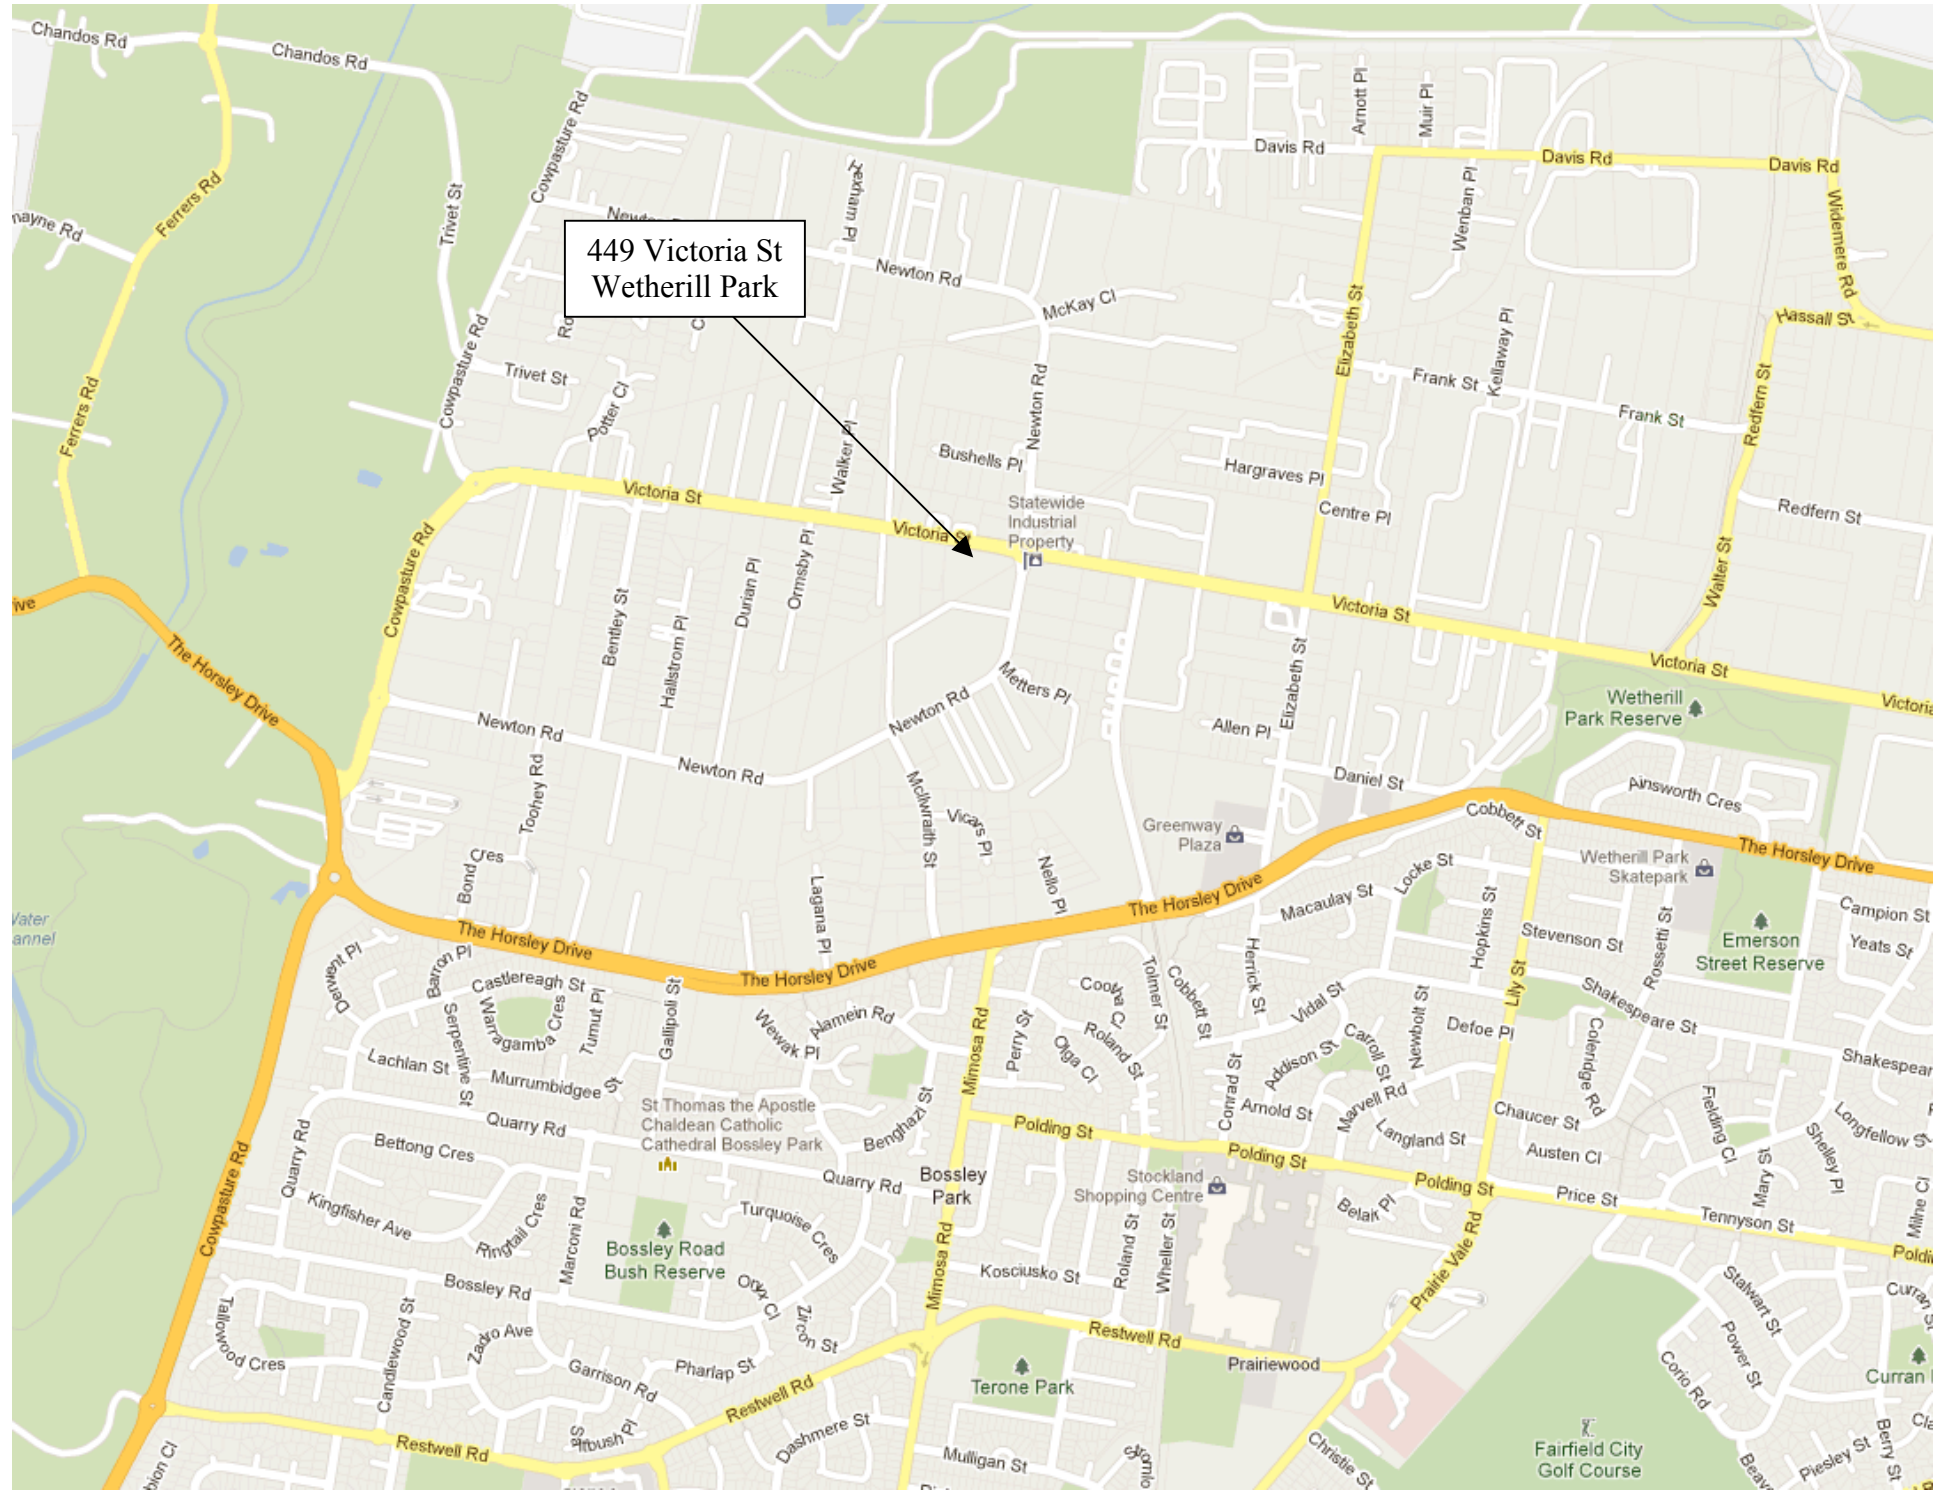 Chandos Rd
Chandos Rd
Cowpasture Rd
Trivet St
Ferrers Rd
Hexham Pl
Arnott Pl
Muir Pl
Davis Rd
Davis Rd
Davis Rd
Wenban Pl
Widemere Rd
449 Victoria St
Wetherill Park
Newton Rd
McKay Cl
Elizabeth St
Kellaway Pl
Hassall St
Cowpasture Rd
Trivet St
Potter Cl
Walker Pl
Newton Rd
Frank St
Frank St
Redfern St
Ferrers Rd
Bushells Pl
Hargraves Pl
Centre Pl
Redfern St
Victoria St
Victoria St
Statewide
Industrial
Property
Walter St
Cowpasture Rd
Bentley St
Hallstrom Pl
Durian Pl
Ormsby Pl
Victoria St
Victoria St
Victoria
The Horsley Drive
Metters Pl
Elizabeth St
Wetherill
Park Reserve
Newton Rd
Newton Rd
Newton Rd
Allen Pl
Daniel St
Ainsworth Cres
Toohey Rd
McIlwraith St
Vicars Pl
Greenway
Plaza
Cobbett St
The Horsley Drive
Bond Cres
Lagana Pl
Nello Pl
The Horsley Drive
Macaulay St
Locke St
Hopkins St
Wetherill Park
Skatepark
Campion St
Yeats St
The Horsley Drive
The Horsley Drive
Derwent Pl
Barron Pl
Castlereagh St
Warragamba Cres
Tumut Pl
Gallipoli St
Serpentine St
Lachlan St
Murrumbidgee St
Wewak Pl
Alamein Rd
Mimosa Rd
Perry St
Cootha Cl
Olga Cl
Roland St
Tolmer St
Cobbett St
Herrick St
Vidal St
Stevenson St
Rossetti St
Emerson
Street Reserve
Lily St
Shakespeare St
Defoe Pl
Newbolt St
Carroll St
Addison St
Conrad St
Arnold St
Marvell Rd
Langland St
Coleridge Rd
Chaucer St
Austen Cl
Fielding Cl
Mary St
Shelley Pl
Longfellow St
Milne Cl
Quarry Rd
Quarry Rd
Quarry Rd
Bettong Cres
St Thomas the Apostle
Chaldean Catholic
Cathedral Bossley Park
Benghazi St
Bossley
Park
Polding St
Polding St
Polding St
Stockland
Shopping Centre
Belair Pl
Price St
Tennyson St
Cowpasture Rd
Kingfisher Ave
Ringtail Cres
Marconi Rd
Bossley Road
Bush Reserve
Turquoise Cres
Mimosa Rd
Kosciusko St
Roland St
Wheller St
Prairie Vale Rd
Bossley Rd
Tallowood Cres
Candlewood St
Zadro Ave
Garrison Rd
Pharlap St
Oryx Cl
Zircon St
Restwell Rd
Prairiewood
Terone Park
Stalwart St
Power St
Corio Rd
Restwell Rd
Restwell Rd
Saltbush Pl
Dashmere St
Mulligan St
Christie St
Fairfield City
Golf Course
Piesley St
Berry St